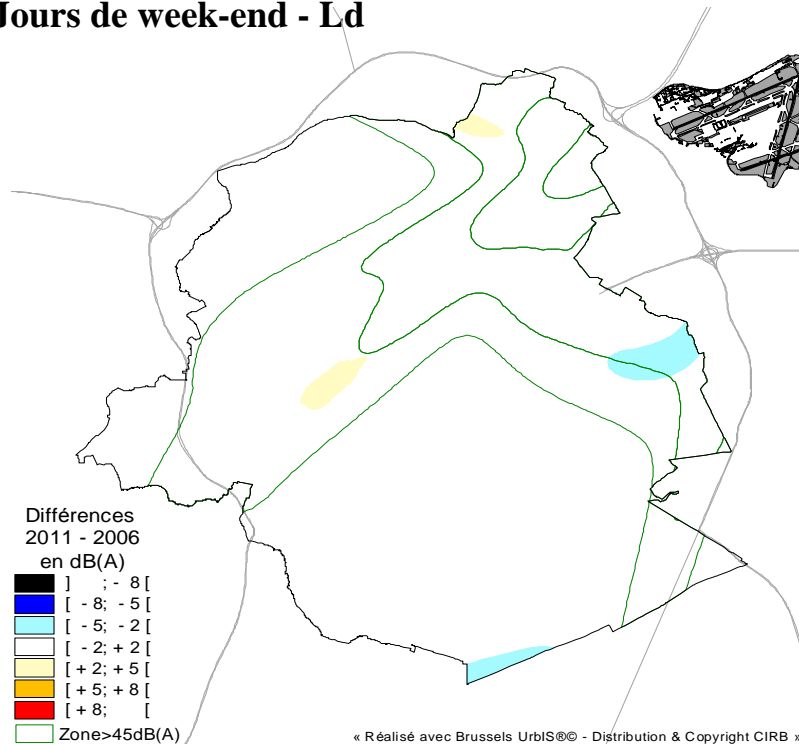 Jours de week-end - Ld
Différences
2011 - 2006
en dB(A)
] ; - 8 [
[ - 8; - 5 [
[ - 5; - 2 [
[ - 2; + 2 [
[ + 2; + 5 [
[ + 5; + 8 [
[ + 8; [
Zone>45dB(A)
« Réalisé avec Brussels UrbIS®© - Distribution & Copyright CIRB »